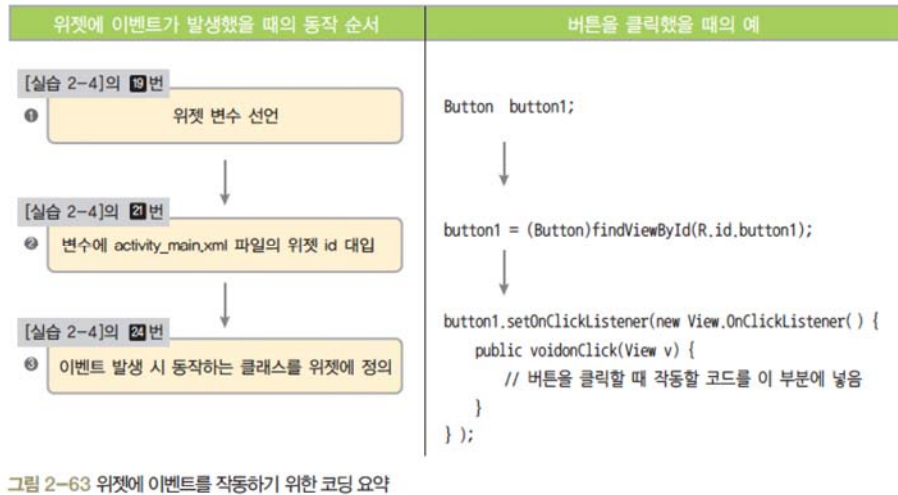 위젯에 이벤트가 발생했을 때의 동작 순서
버튼을 클릭했을 때의 예
[실습 2-4]의 19번
❶ 위젯 변수 선언
Button button1;
[실습 2-4]의 21번
❷ 변수에 activity_main.xml 파일의 위젯 id 대입
button1 = (Button)findViewById(R.id.button1);
[실습 2-4]의 24번
❸ 이벤트 발생 시 동작하는 클래스를 위젯에 정의
button1.setOnClickListener(new View.OnClickListener( ) {
public voidonClick(View v) {
// 버튼을 클릭할 때 작동할 코드를 이 부분에 넣음
}
} );
그림 2-63 위젯에 이벤트를 작동하기 위한 코딩 요약